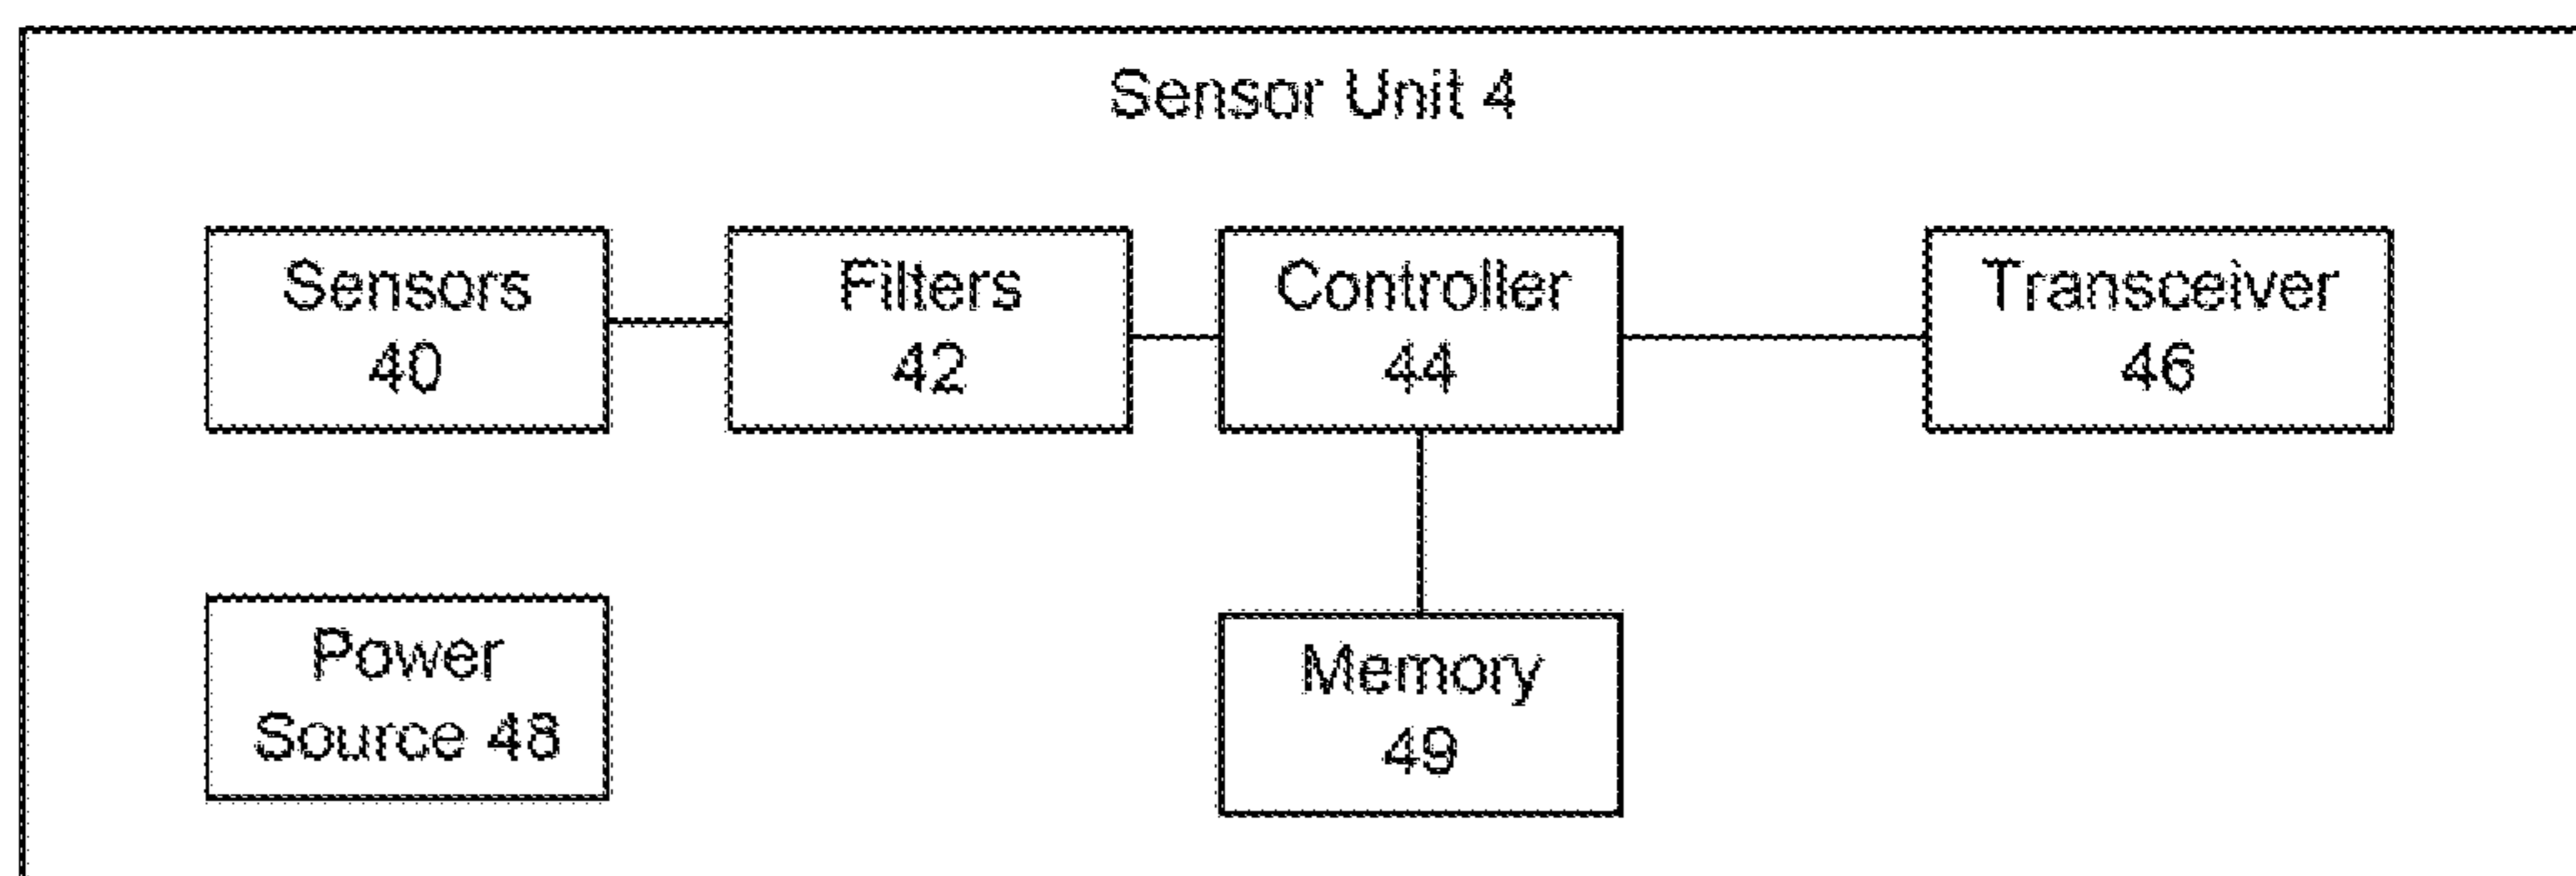 Sensor Unit 4
Sensors
40
Filters
42
Controller
44
Transceiver
46
Power
Source 48
Memory
49